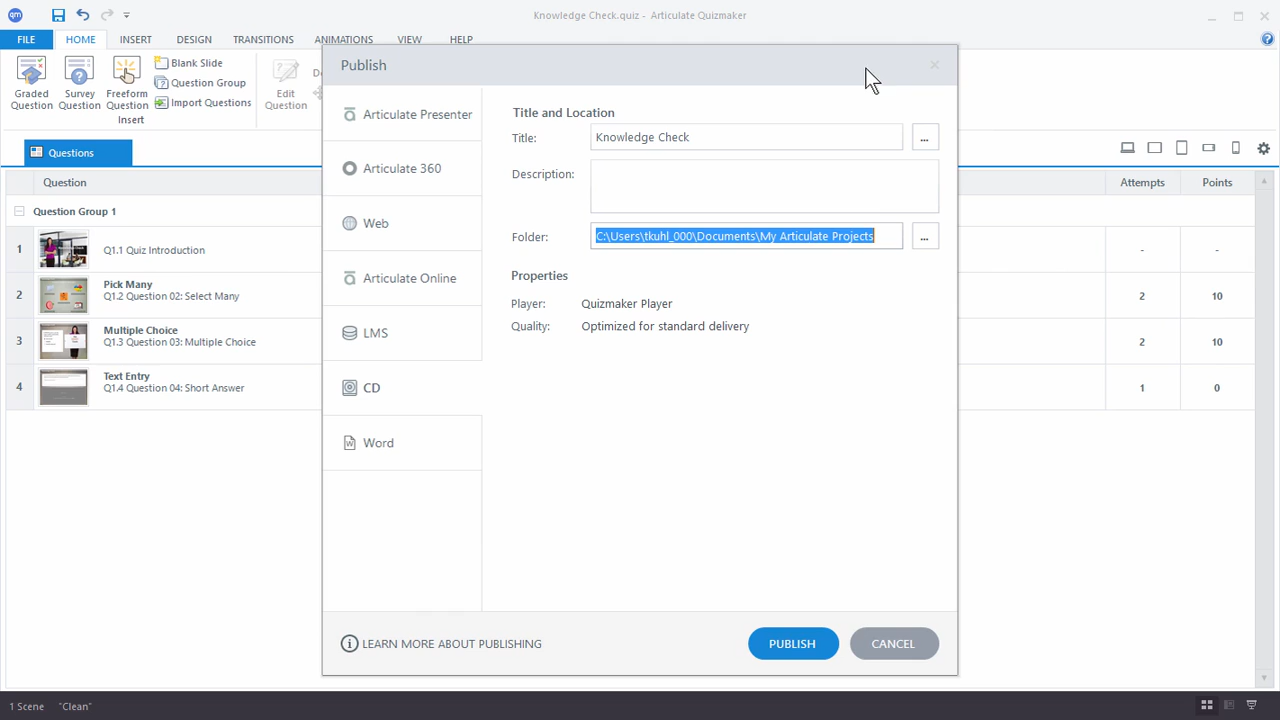 qm
Knowledge Check.quiz - Articulate Quizmaker
FILE HOME INSERT DESIGN TRANSITIONS ANIMATIONS VIEW HELP
Graded Question
Survey Question
Freeform Question
Blank Slide
Question Group
Import Questions
Insert
Edit Question
Publish
Articulate Presenter
Articulate 360
Web
Articulate Online
LMS
CD
Word
Title and Location
Title: Knowledge Check ...
Description:
Folder: C:\Users\tkuhl_000\Documents\My Articulate Projects ...
Properties
Player: Quizmaker Player
Quality: Optimized for standard delivery
LEARN MORE ABOUT PUBLISHING
PUBLISH
CANCEL
Questions
Question Attempts Points
Question Group 1
1 Q1.1 Quiz Introduction - -
2 Pick Many 2 10
Q1.2 Question 02: Select Many
3 Multiple Choice 2 10
Q1.3 Question 03: Multiple Choice
4 Text Entry 1 0
Q1.4 Question 04: Short Answer
1 Scene "Clean"